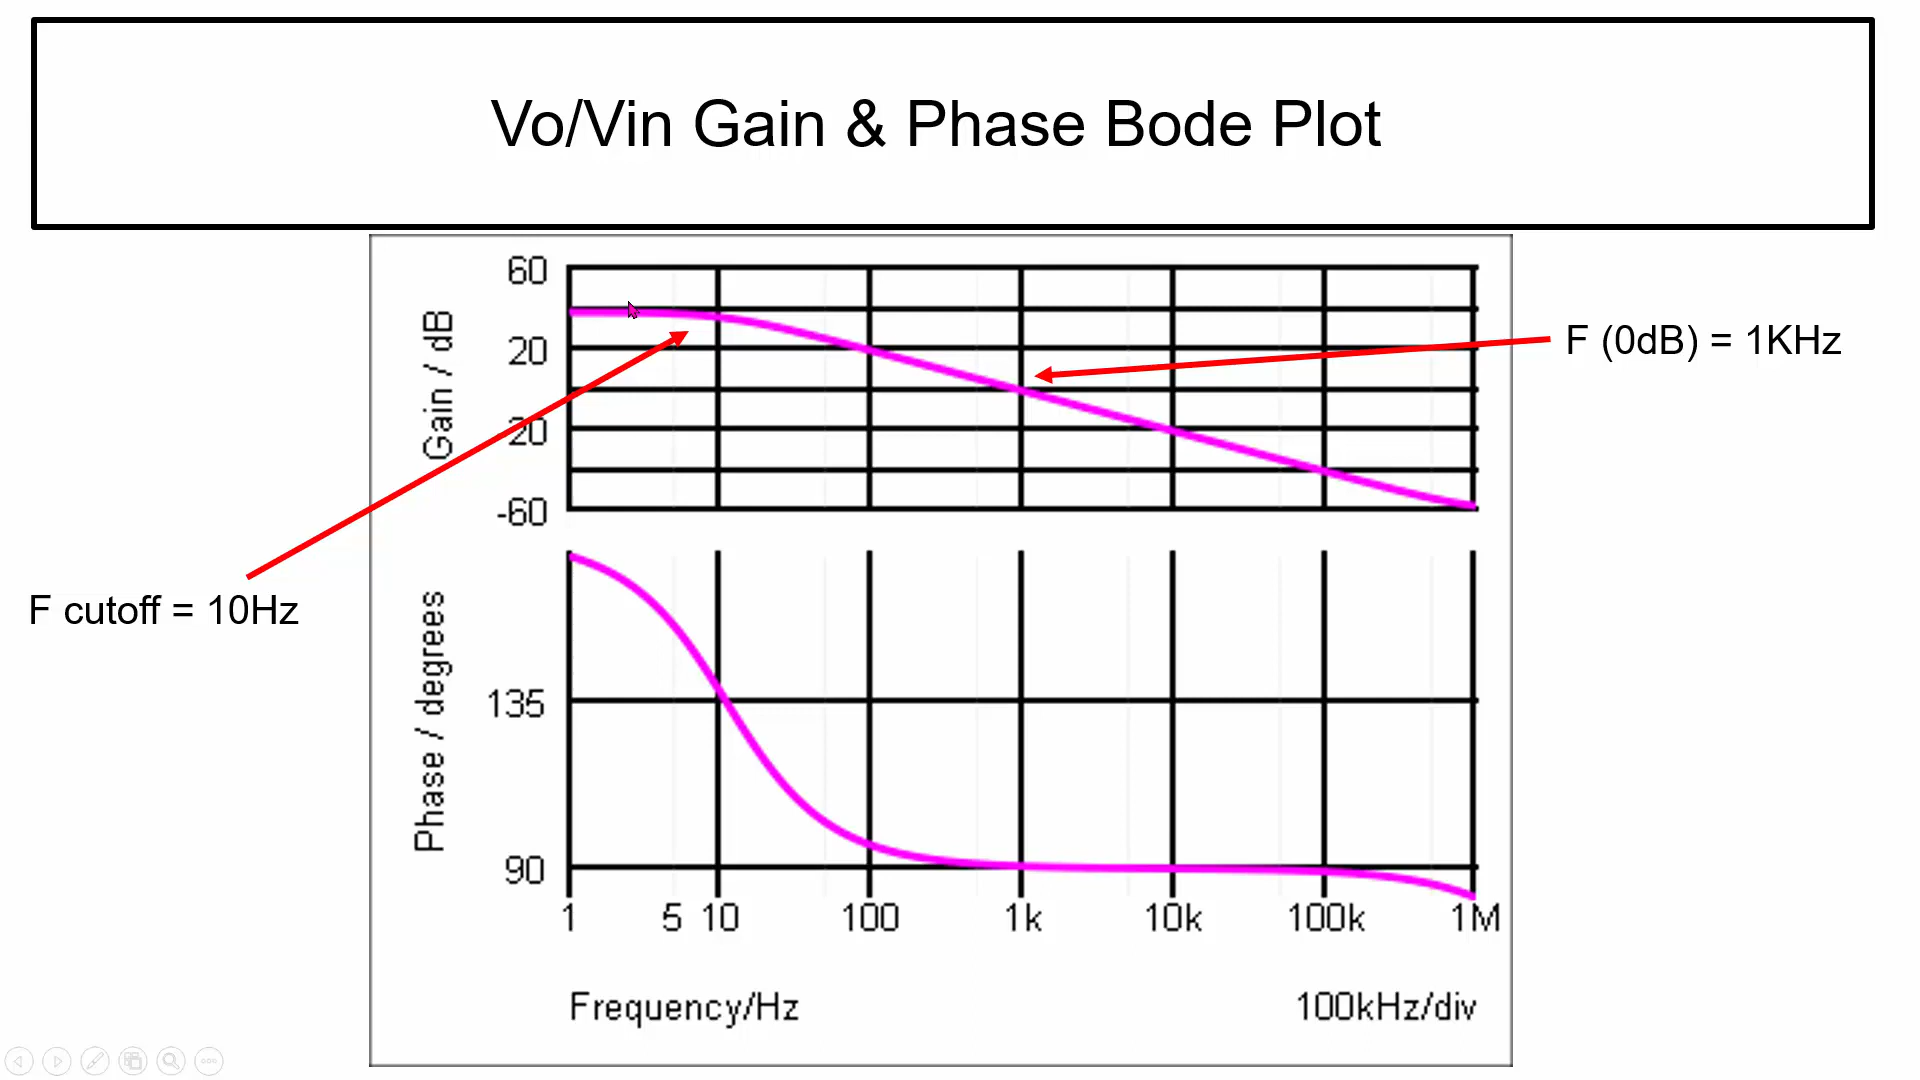 Vo/Vin Gain & Phase Bode Plot
Gain / dB
60
20
20
-60
F (0dB) = 1KHz
F cutoff = 10Hz
Phase / degrees
135
90
1 5 10 100 1k 10k 100k 1M
Frequency/Hz 100kHz/div